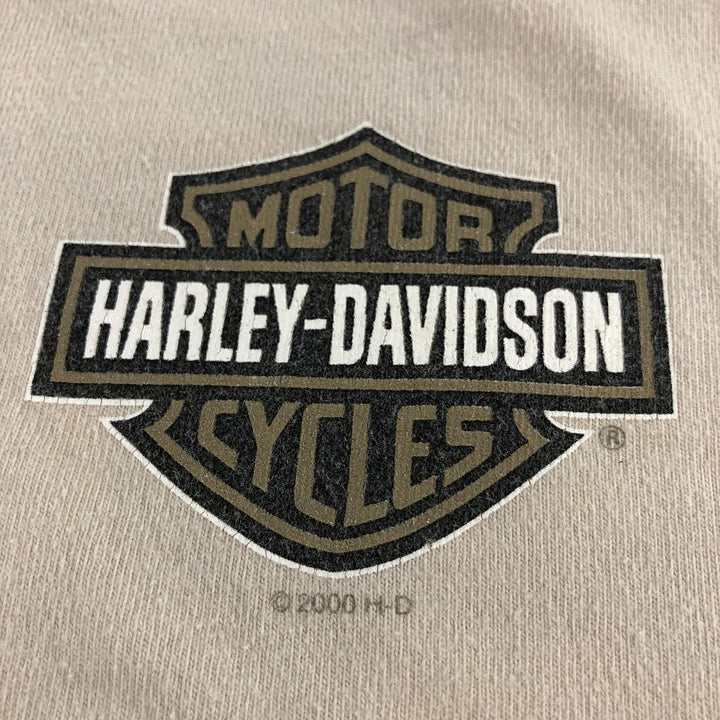 MOTOR
HARLEY-DAVIDSON
CYCLES
®
© 2000 H-D